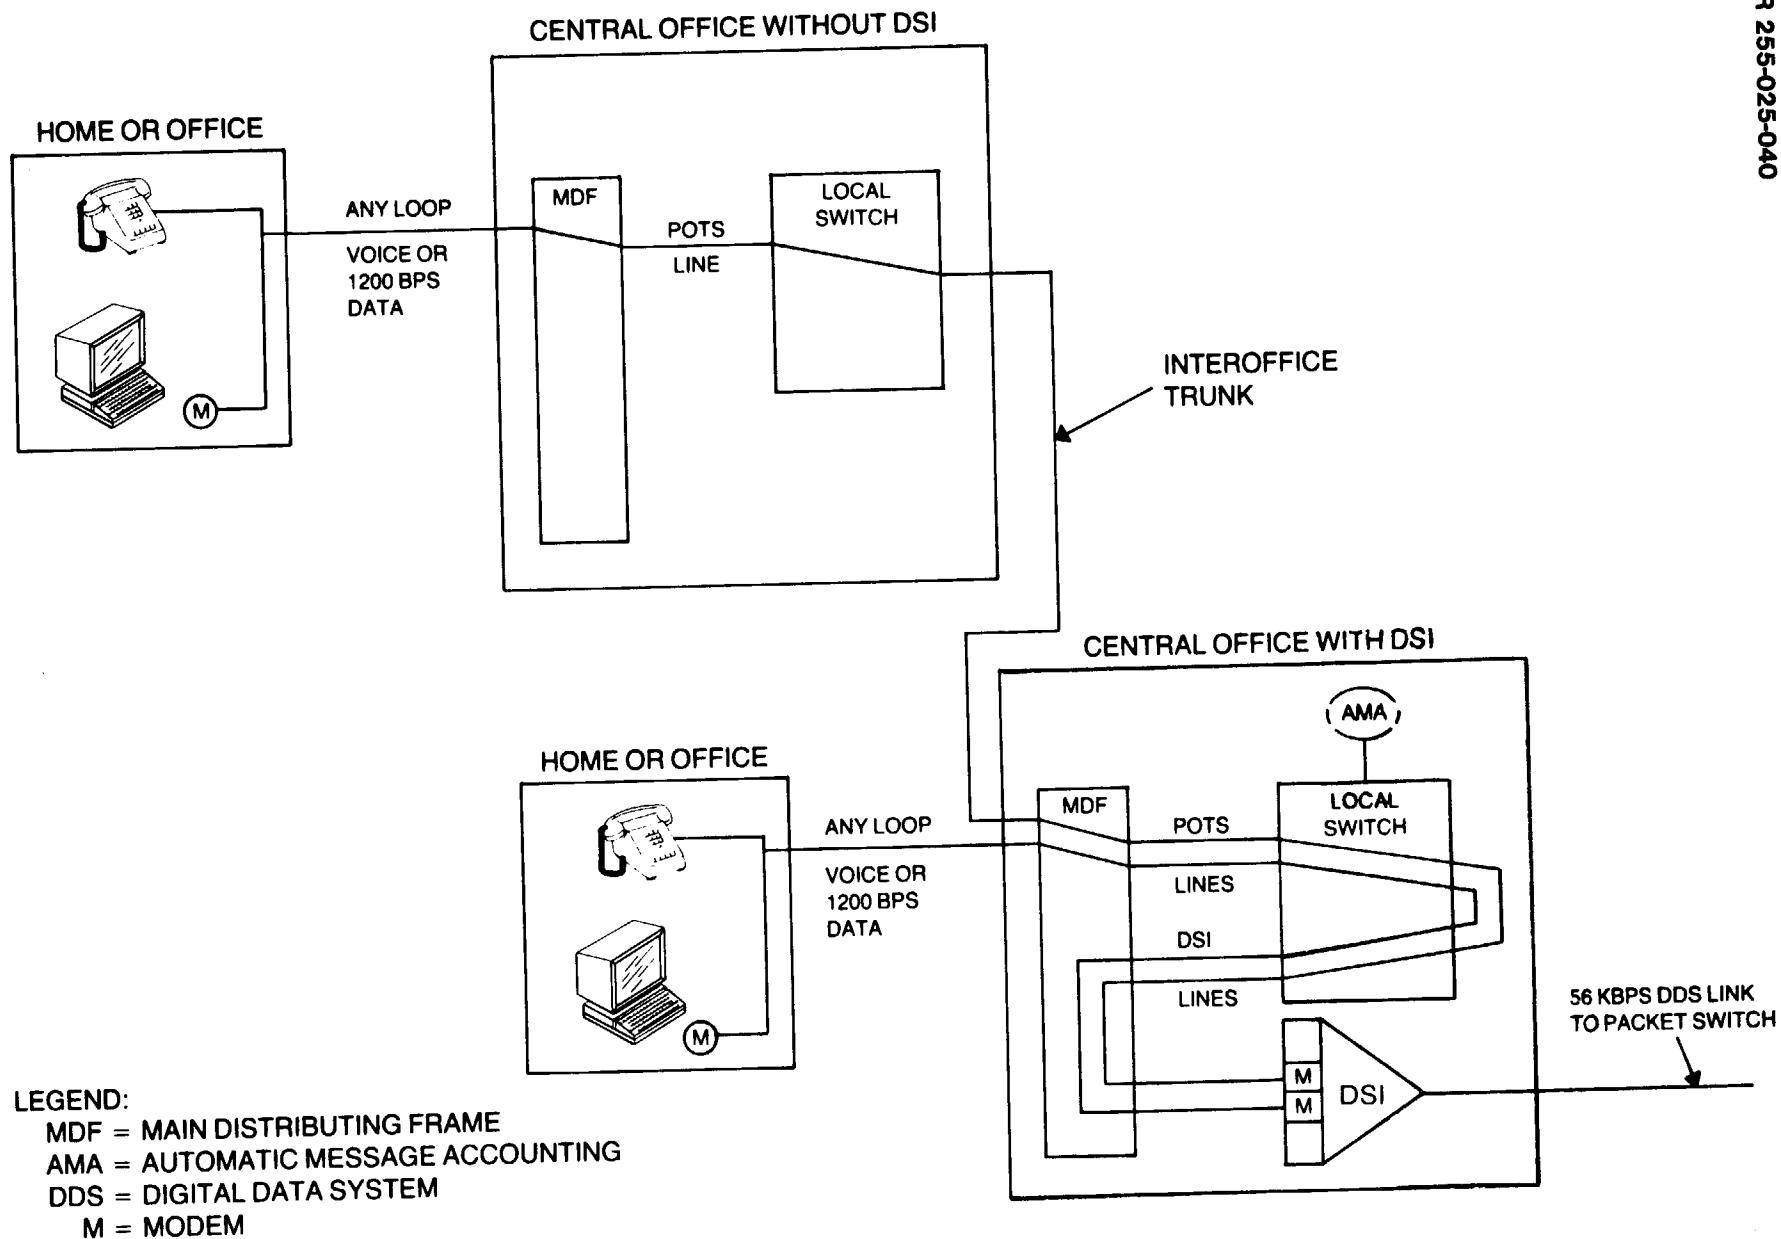 R 255-025-040
CENTRAL OFFICE WITHOUT DSI
HOME OR OFFICE
MDF
LOCAL
SWITCH
ANY LOOP
VOICE OR
1200 BPS
DATA
POTS
LINE
M
INTEROFFICE
TRUNK
CENTRAL OFFICE WITH DSI
AMA
HOME OR OFFICE
MDF
LOCAL
SWITCH
ANY LOOP
VOICE OR
1200 BPS
DATA
POTS
LINES
DSI
LINES
M
M
M
DSI
56 KBPS DDS LINK
TO PACKET SWITCH
LEGEND:
MDF = MAIN DISTRIBUTING FRAME
AMA = AUTOMATIC MESSAGE ACCOUNTING
DDS = DIGITAL DATA SYSTEM
M = MODEM